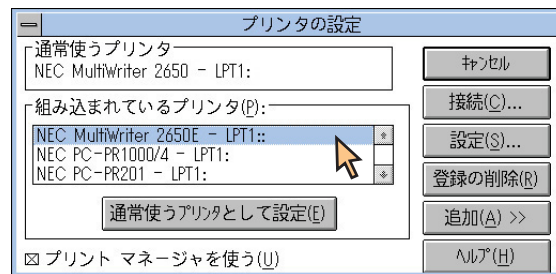 プリンタの設定
通常使うプリンタ
NEC MultiWriter 2650 - LPT1:
ｷｬﾝｾﾙ
組み込まれているプリンタ(P):
接続(C)...
NEC MultiWriter 2650E - LPT1::
NEC PC-PR1000/4 - LPT1:
NEC PC-PR201 - LPT1:
設定(S)...
登録の削除(R)
通常使うﾌﾟﾘﾝﾀとして設定(E)
追加(A) >>
プリント マネージャを使う(U)
ﾍﾙﾌﾟ(H)